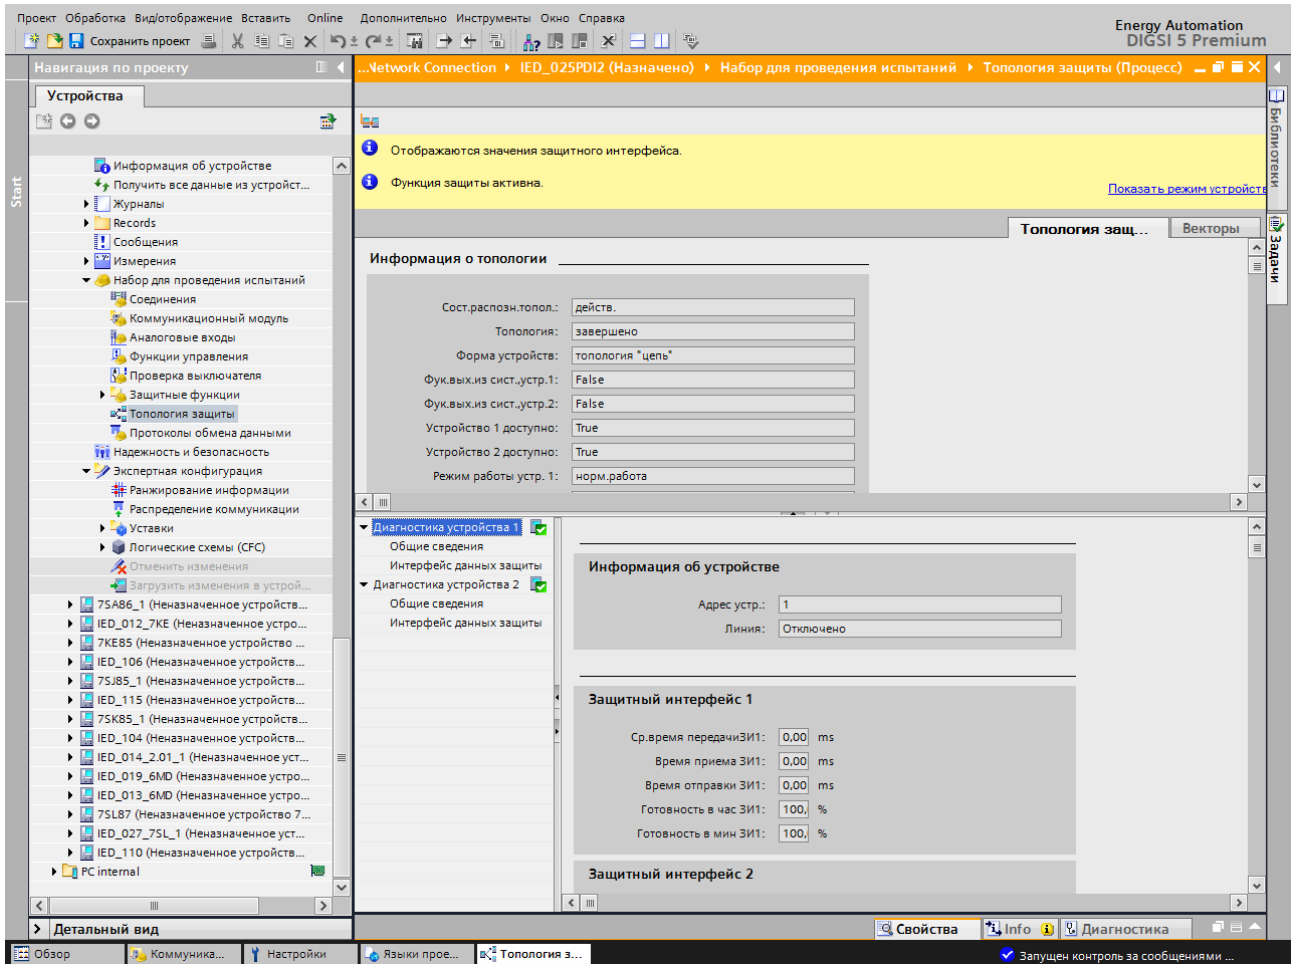 Проект Обработка Вид/отображение Вставить Online Дополнительно Инструменты Окно Справка
Сохранить проект
Energy Automation
DIGSI 5 Premium
Навигация по проекту
...Network Connection IED_025PDI2 (Назначено) Набор для проведения испытаний Топология защиты (Процесс)
Start
Устройства
Информация об устройстве
Получить все данные из устройст...
Журналы
Records
Сообщения
Измерения
Набор для проведения испытаний
Соединения
Коммуникационный модуль
Аналоговые входы
Функции управления
Проверка выключателя
Защитные функции
Топология защиты
Протоколы обмена данными
Надежность и безопасность
Экспертная конфигурация
Ранжирование информации
Распределение коммуникации
Уставки
Логические схемы (CFC)
Отменить изменения
Загрузить изменения в устрой...
7SA86_1 (Неназначенное устройств...
IED_012_7KE (Неназначенное устро...
7KE85 (Неназначенное устройство ...
IED_106 (Неназначенное устройств...
7SJ85_1 (Неназначенное устройств...
IED_115 (Неназначенное устройств...
7SK85_1 (Неназначенное устройств...
IED_104 (Неназначенное устройств...
IED_014_2.01_1 (Неназначенное уст...
IED_019_6MD (Неназначенное устро...
IED_013_6MD (Неназначенное устро...
7SL87 (Неназначенное устройство 7...
IED_027_7SL_1 (Неназначенное уст...
IED_110 (Неназначенное устройств...
PC internal
Детальный вид
Отображаются значения защитного интерфейса.
Функция защиты активна.
Показать режим устройств
Топология защ...
Векторы
Информация о топологии
Сост.распозн.топол.: действ.
Топология: завершено
Форма устройств: топология "цепь"
Фук.вых.из сист.,устр.1: False
Фук.вых.из сист.,устр.2: False
Устройство 1 доступно: True
Устройство 2 доступно: True
Режим работы устр. 1: норм.работа
Диагностика устройства 1
Общие сведения
Интерфейс данных защиты
Диагностика устройства 2
Общие сведения
Интерфейс данных защиты
Информация об устройстве
Адрес устр.: 1
Линия: Отключено
Защитный интерфейс 1
Ср.время передачиЗИ1: 0,00 ms
Время приема ЗИ1: 0,00 ms
Время отправки ЗИ1: 0,00 ms
Готовность в час ЗИ1: 100, %
Готовность в мин ЗИ1: 100, %
Защитный интерфейс 2
Библиотеки
Задачи
Свойства
Info
Диагностика
Обзор
Коммуника...
Настройки
Языки прое...
Топология з...
Запущен контроль за сообщениями ...